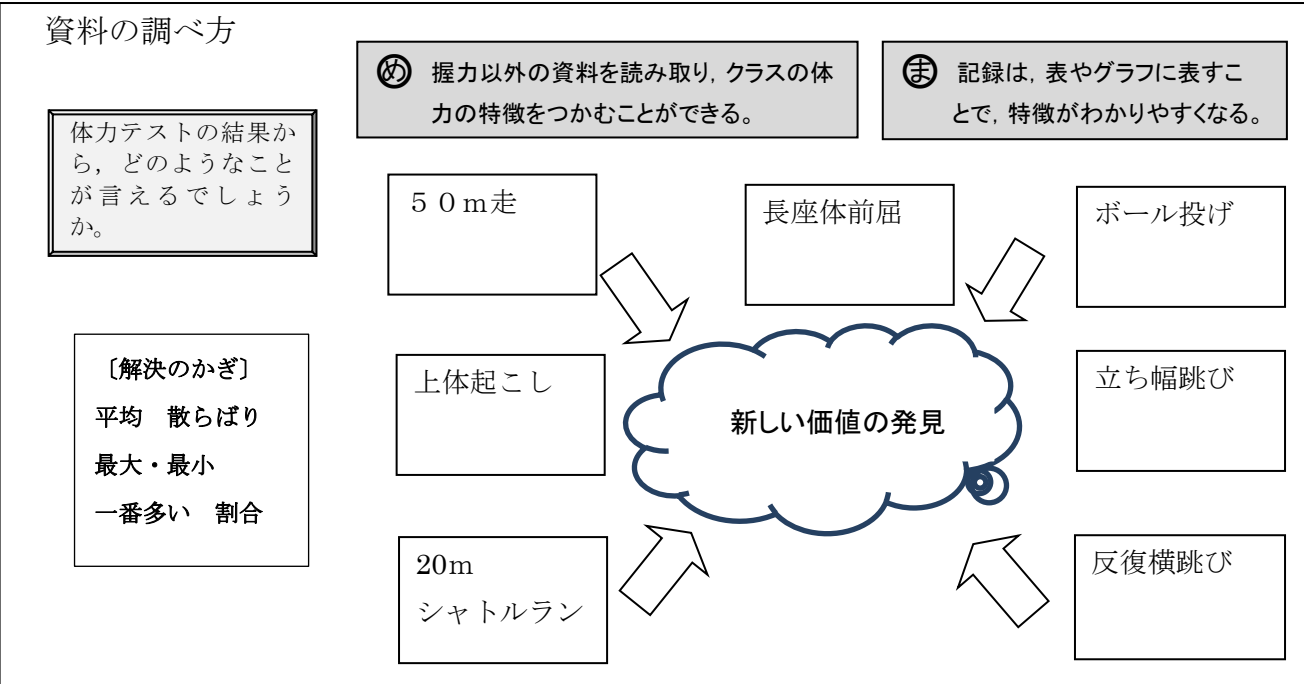 資料の調べ方
㋱ 握力以外の資料を読み取り，クラスの体
力の特徴をつかむことができる。
㋮ 記録は，表やグラフに表すこ
とで，特徴がわかりやすくなる。
体力テストの結果か
ら，どのようなこと
が言えるでしょう
か。
５０ｍ走
長座体前屈
ボール投げ
〔解決のかぎ〕
平均　散らばり
最大・最小
一番多い　割合
上体起こし
新しい価値の発見
立ち幅跳び
20m
シャトルラン
反復横跳び